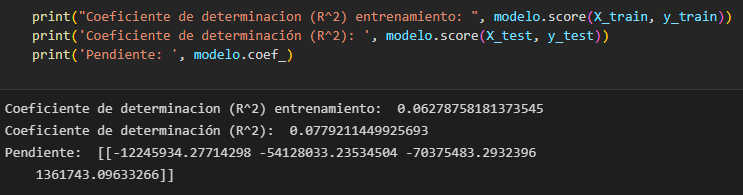 print("Coeficiente de determinacion (R^2) entrenamiento: ", modelo.score(X_train, y_train))
print('Coeficiente de determinación (R^2): ', modelo.score(X_test, y_test))
print('Pendiente: ', modelo.coef_)
Coeficiente de determinacion (R^2) entrenamiento:  0.06278758181373545
Coeficiente de determinación (R^2):  0.0779211449925693
Pendiente:  [[-12245934.27714298 -54128033.23534504 -70375483.2932396
1361743.09633266]]